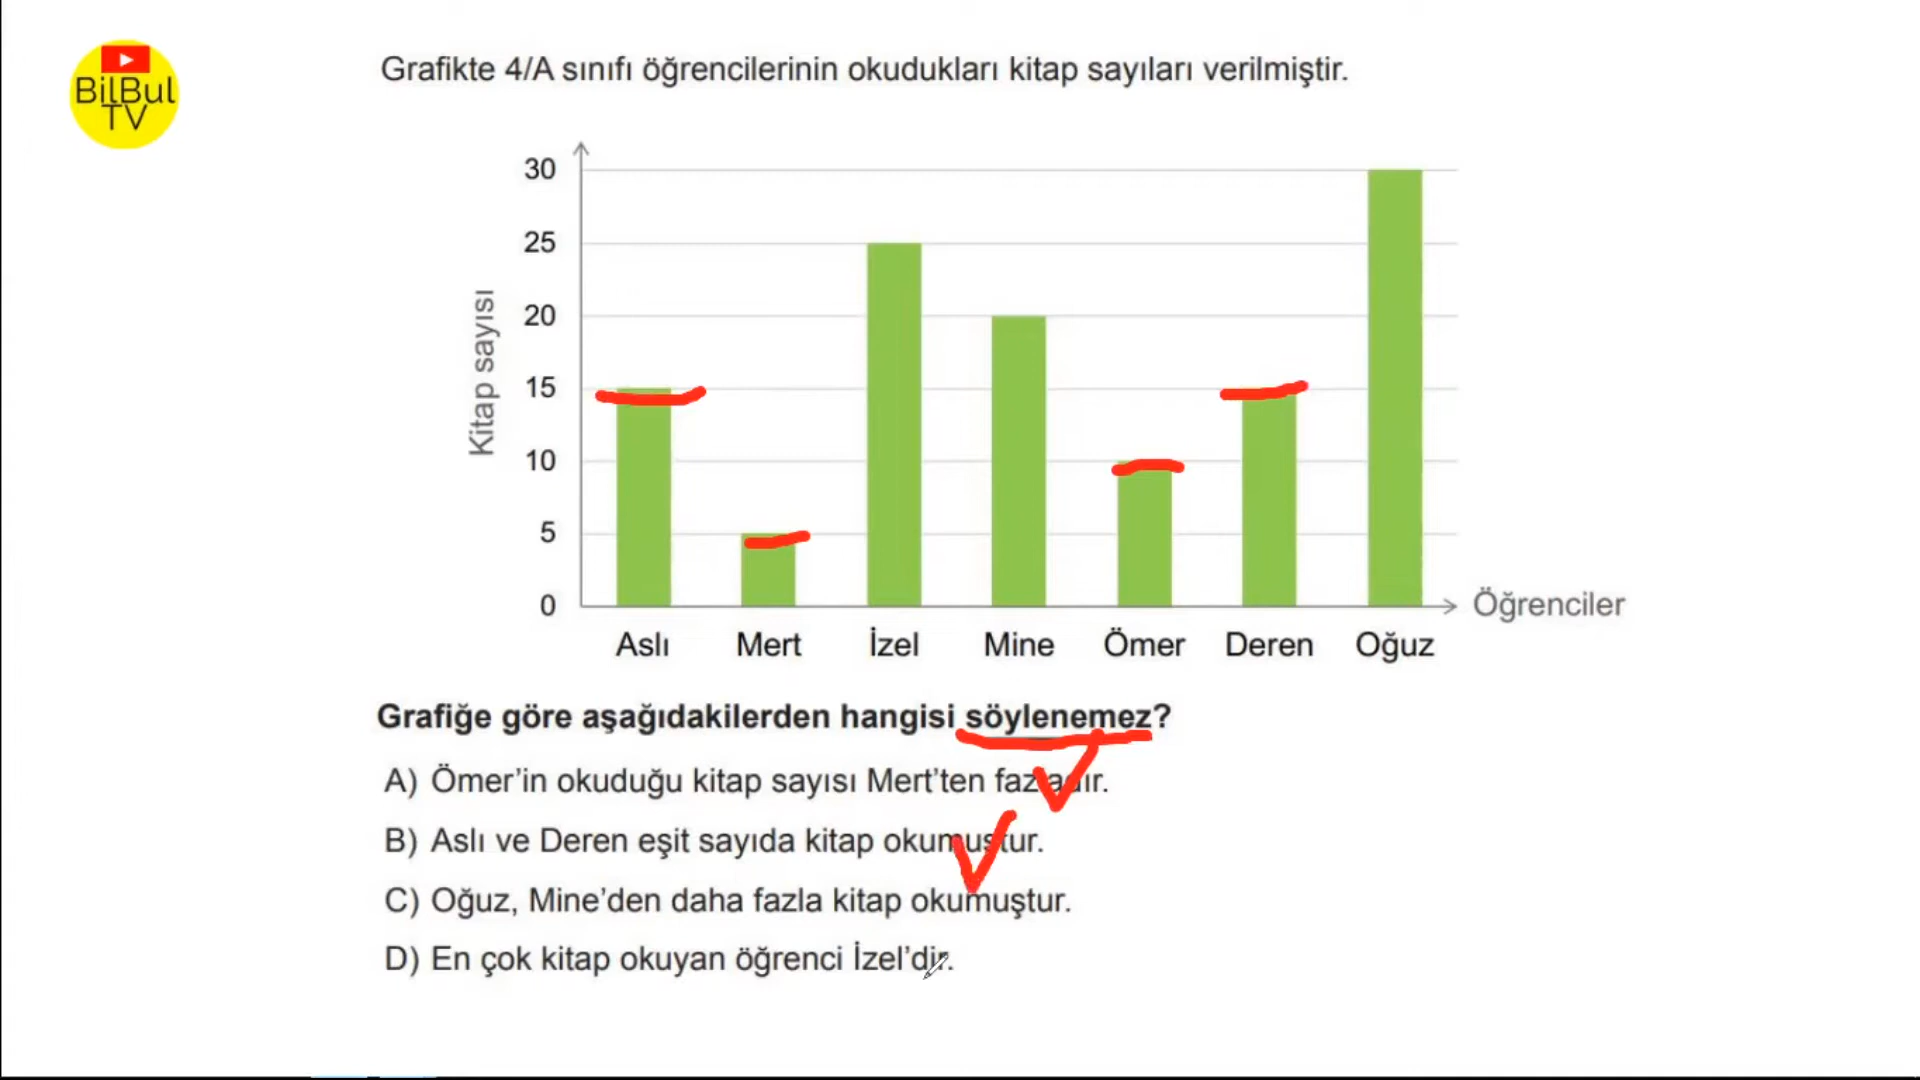 BilBul
TV
Grafikte 4/A sınıfı öğrencilerinin okudukları kitap sayıları verilmiştir.
30
25
20
15
10
5
0
Kitap sayısı
Öğrenciler
Aslı Mert İzel Mine Ömer Deren Oğuz
Grafiğe göre aşağıdakilerden hangisi söylenemez?
A) Ömer’in okuduğu kitap sayısı Mert’ten fazladır.
B) Aslı ve Deren eşit sayıda kitap okumuştur.
C) Oğuz, Mine’den daha fazla kitap okumuştur.
D) En çok kitap okuyan öğrenci İzel’dir.